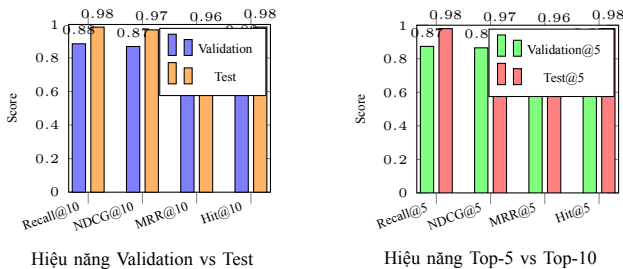 0.98
0.97
0.96
0.98
0.88
0.87
1
0.8
0.6
0.4
0.2
0
Score
Validation
Test
Recall@10
NDCG@10
MRR@10
Hit@10
Hiệu năng Validation vs Test
0.98
0.97
0.96
0.98
0.87
0.87
1
0.8
0.6
0.4
0.2
0
Score
Validation@5
Test@5
Recall@5
NDCG@5
MRR@5
Hit@5
Hiệu năng Top-5 vs Top-10